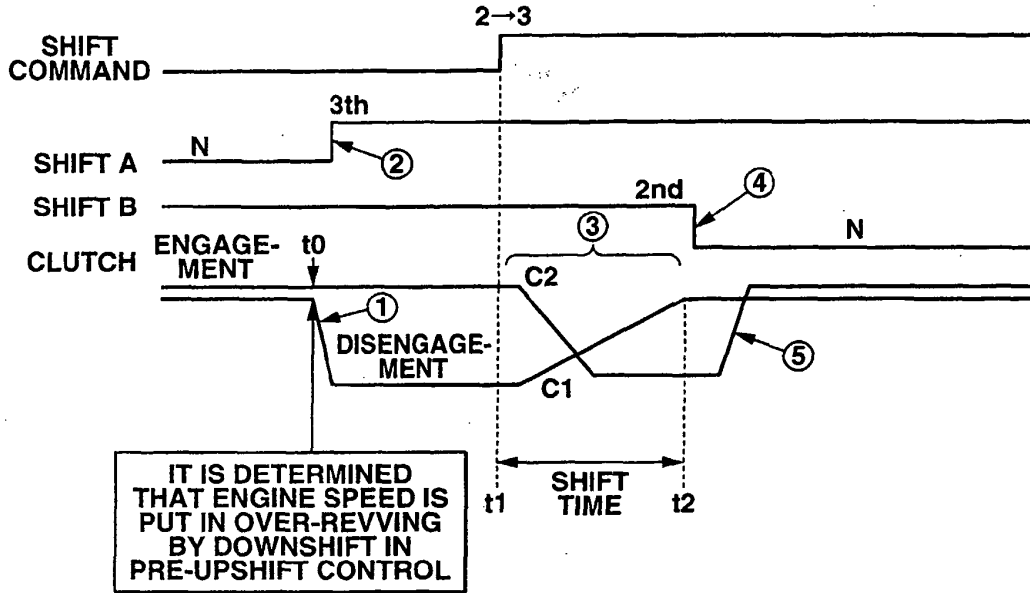 2→3
SHIFT
COMMAND
3th
N
②
SHIFT A
SHIFT B
2nd
④
N
③
CLUTCH
ENGAGE-
MENT
t0
C2
①
DISENGAGE-
MENT
C1
⑤
IT IS DETERMINED
THAT ENGINE SPEED IS
PUT IN OVER-REVVING
BY DOWNSHIFT IN
PRE-UPSHIFT CONTROL
t1
SHIFT
TIME
t2